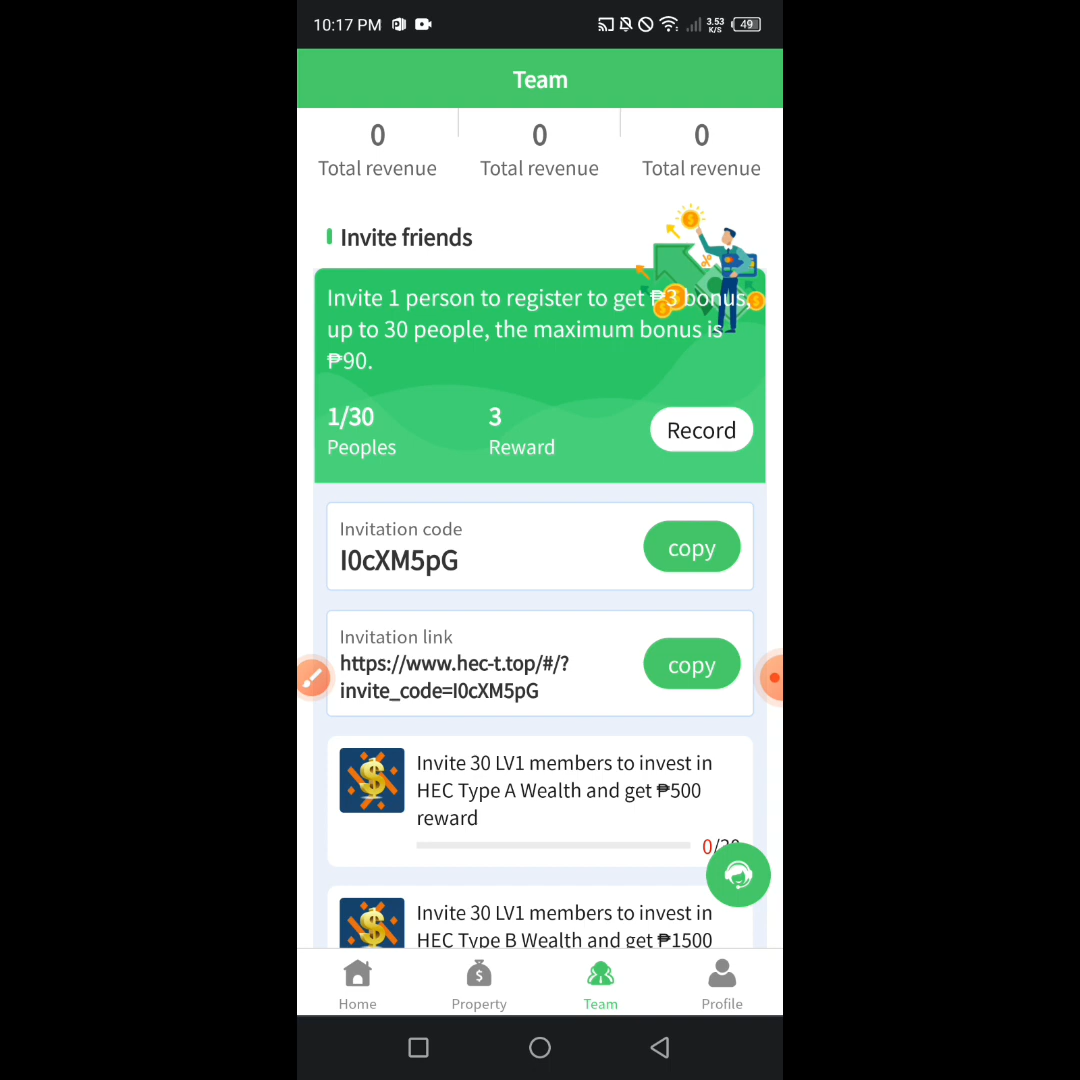 10:17 PM 3.53 K/S 49
Team
0 0 0
Total revenue Total revenue Total revenue
Invite friends
Invite 1 person to register to get ₱3 bonus,
up to 30 people, the maximum bonus is
₱90.
1/30 3 Record
Peoples Reward
Invitation code
I0cXM5pG copy
Invitation link
https://www.hec-t.top/#/?
invite_code=I0cXM5pG
copy
Invite 30 LV1 members to invest in
HEC Type A Wealth and get ₱500
reward
Invite 30 LV1 members to invest in
HEC Type B Wealth and get ₱1500
Home Property Team Profile